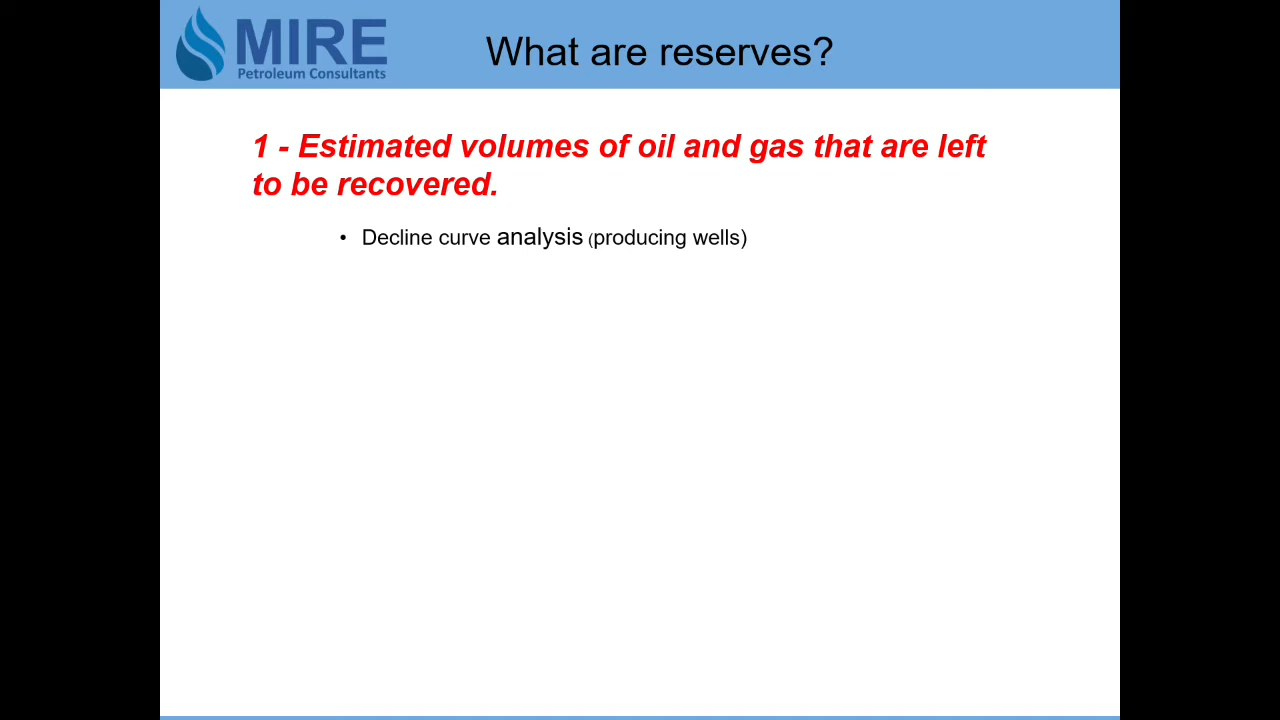 MIRE
Petroleum Consultants
What are reserves?
1 - Estimated volumes of oil and gas that are left
to be recovered.
• Decline curve analysis (producing wells)